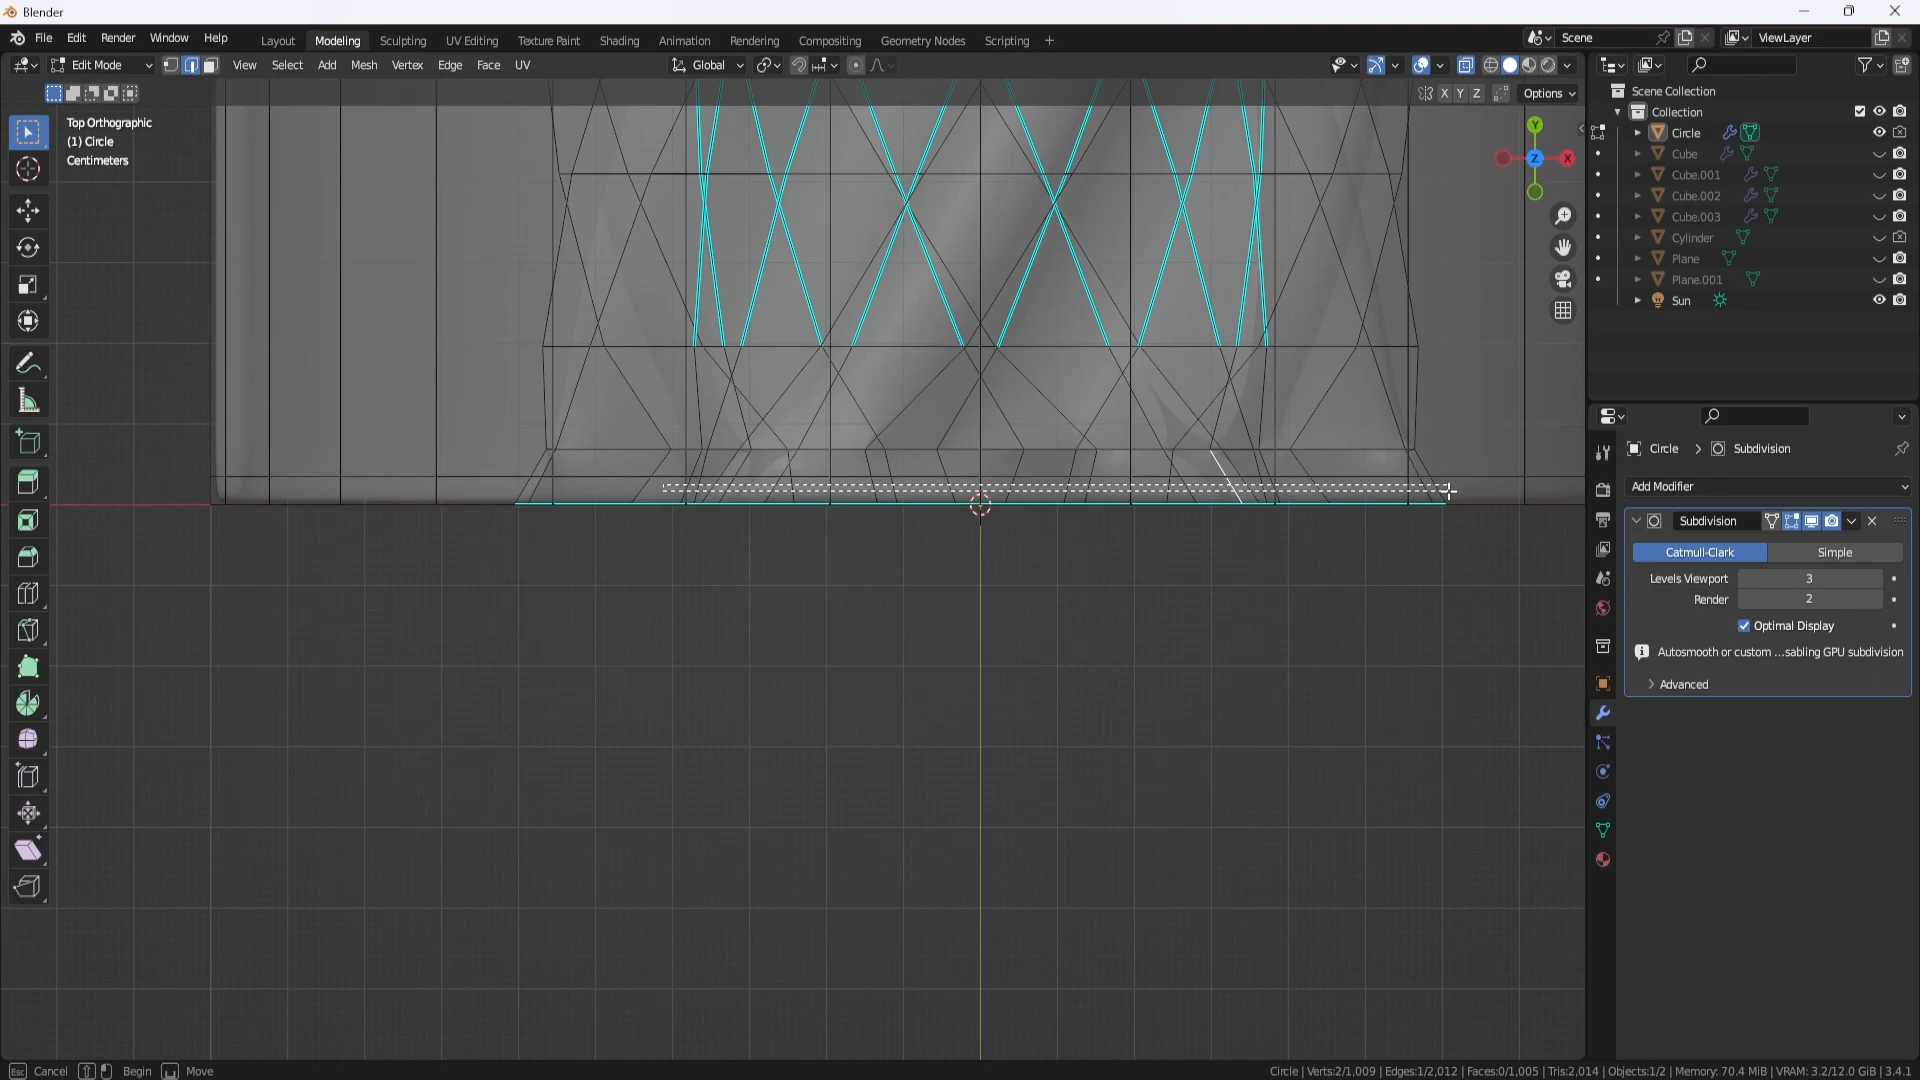 Blender
File Edit Render Window Help
Layout Modeling Sculpting UV Editing Texture Paint Shading Animation Rendering Compositing Geometry Nodes Scripting +
Scene
ViewLayer
Edit Mode View Select Add Mesh Vertex Edge Face UV
Global
X Y Z
Options
Top Orthographic
(1) Circle
Centimeters
Y
Z
X
Scene Collection
Collection
Circle
Cube
Cube.001
Cube.002
Cube.003
Cylinder
Plane
Plane.001
Sun
Circle > Subdivision
Add Modifier
Subdivision
Catmull-Clark Simple
Levels Viewport 3
Render 2
Optimal Display
Autosmooth or custom ...sabling GPU subdivision
Advanced
Esc Cancel Begin Move
Circle | Verts:2/1,009 | Edges:1/2,012 | Faces:0/1,005 | Tris:2,014 | Objects:1/2 | Memory: 70.4 MiB | VRAM: 3.2/12.0 GiB | 3.4.1